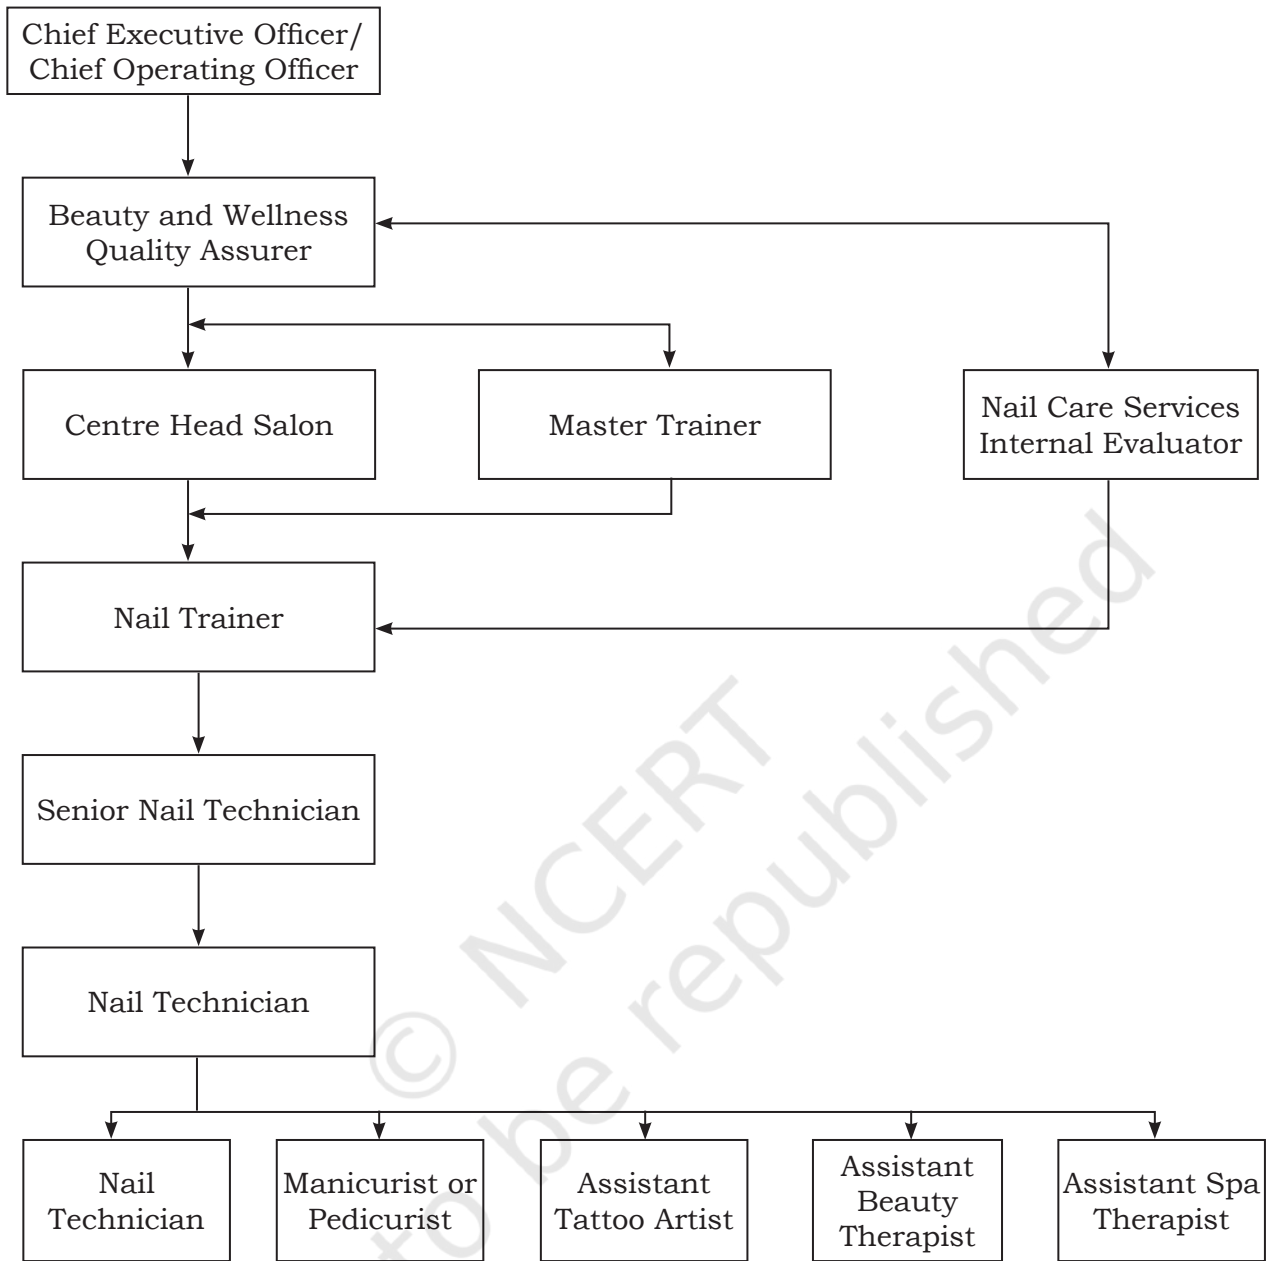 Chief Executive Officer/
Chief Operating Officer
Beauty and Wellness
Quality Assurer
Centre Head Salon
Master Trainer
Nail Care Services
Internal Evaluator
Nail Trainer
Senior Nail Technician
Nail Technician
Nail
Technician
Manicurist or
Pedicurist
Assistant
Tattoo Artist
Assistant
Beauty
Therapist
Assistant Spa
Therapist
© NCERT
to be republished